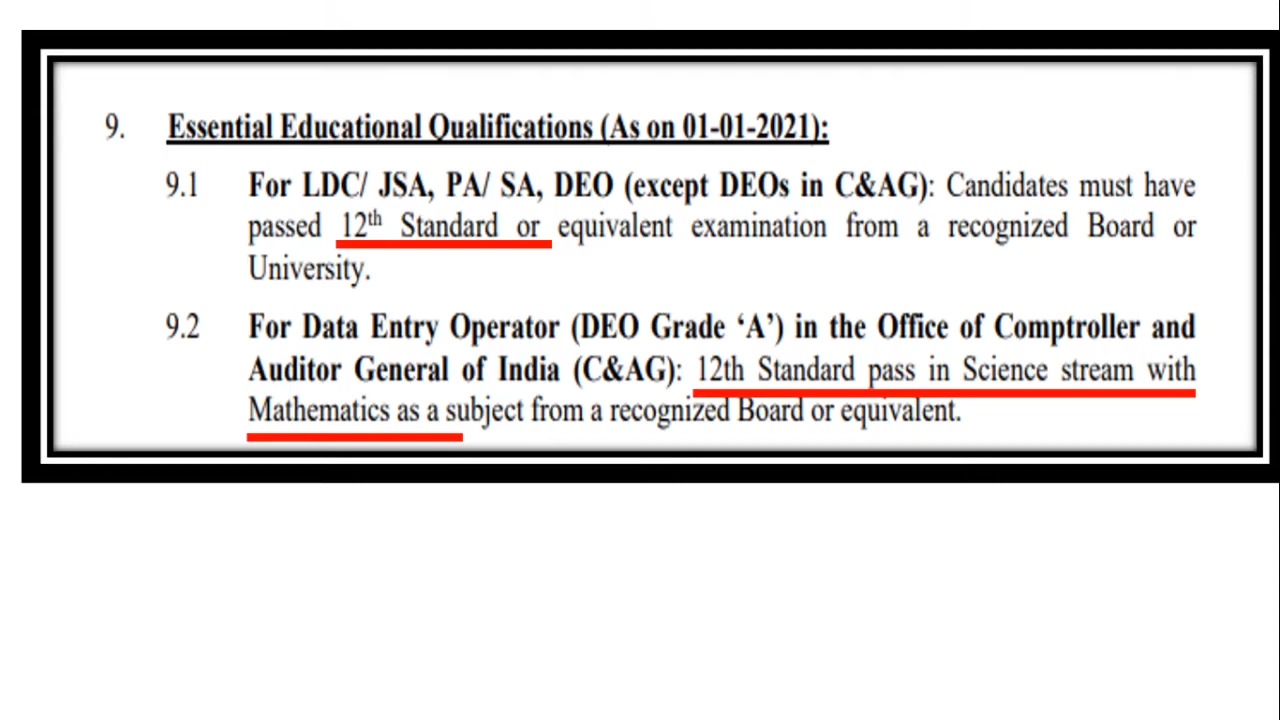 9. Essential Educational Qualifications (As on 01-01-2021):
9.1 For LDC/ JSA, PA/ SA, DEO (except DEOs in C&AG): Candidates must have
passed 12th Standard or equivalent examination from a recognized Board or
University.
9.2 For Data Entry Operator (DEO Grade ‘A’) in the Office of Comptroller and
Auditor General of India (C&AG): 12th Standard pass in Science stream with
Mathematics as a subject from a recognized Board or equivalent.